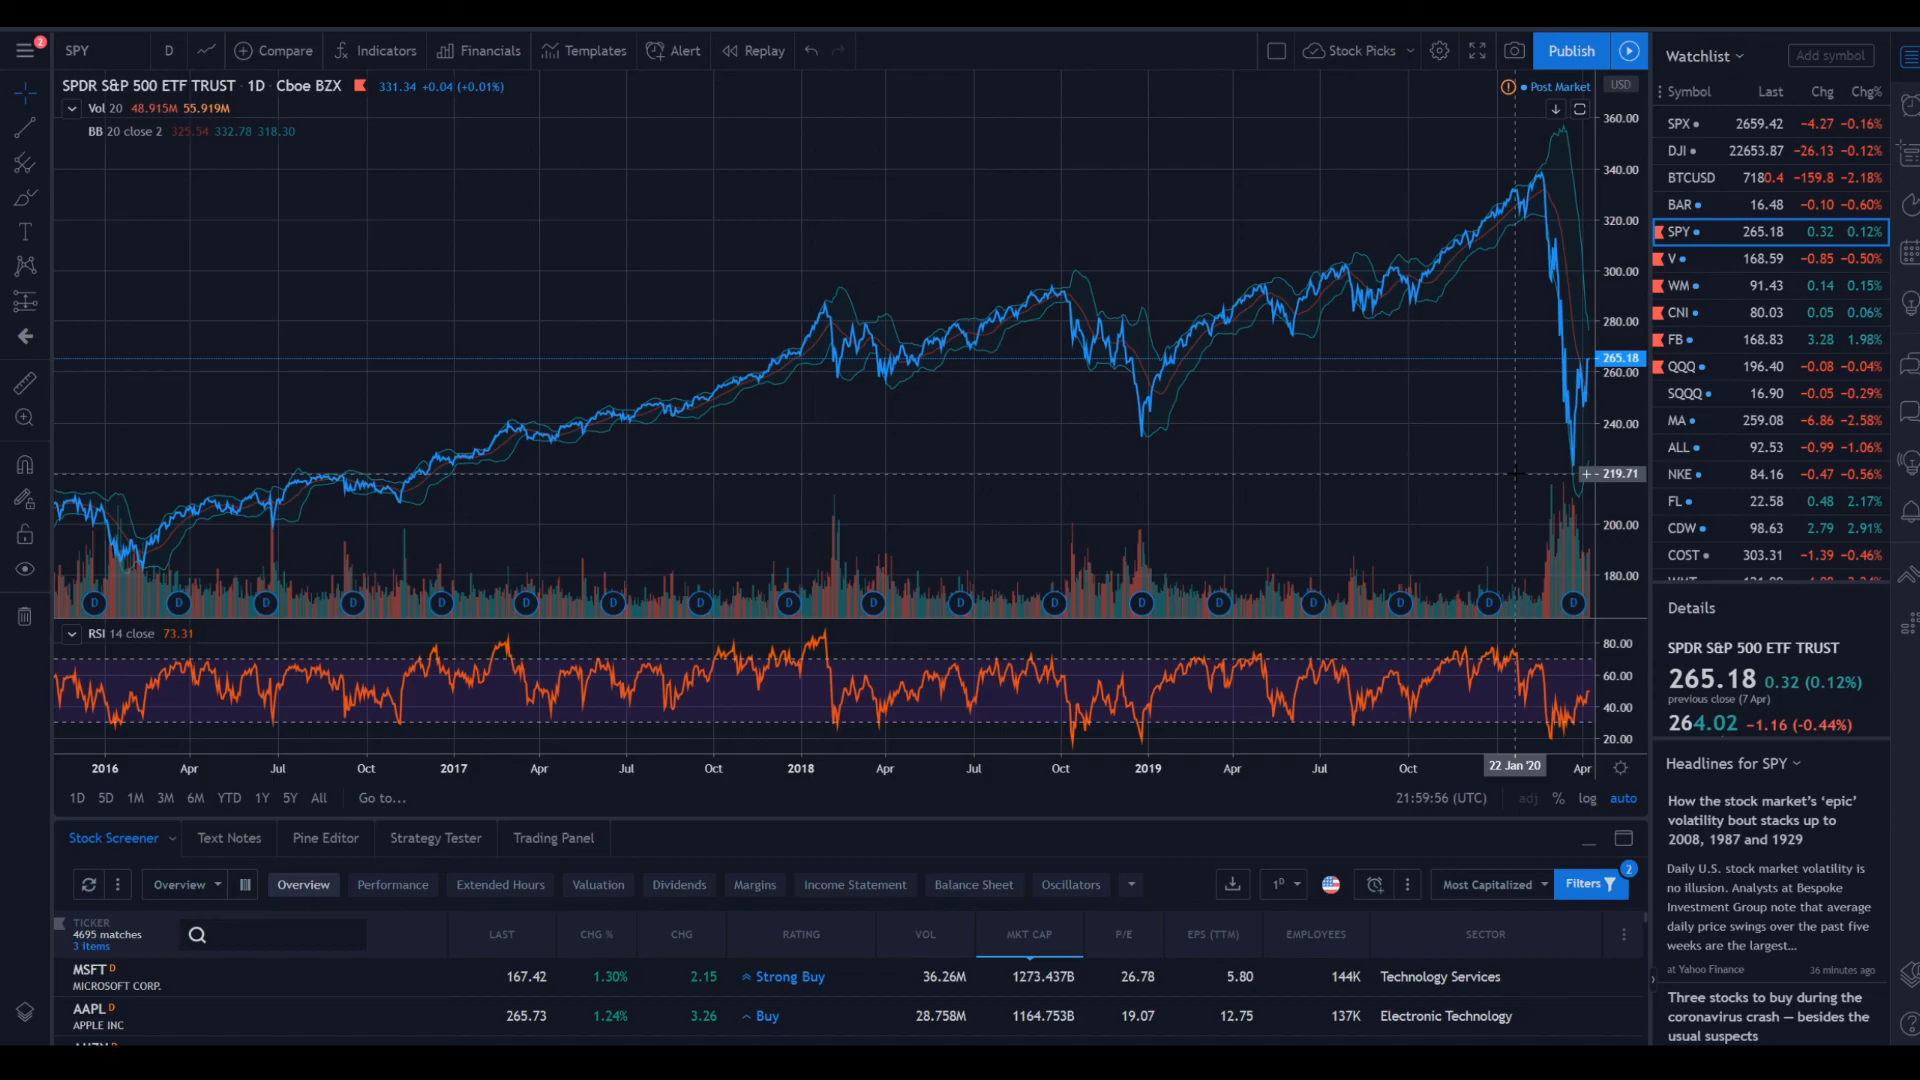 2
SPY
D
Compare
Indicators
Financials
Templates
Alert
Replay
Stock Picks
Publish
SPDR S&P 500 ETF TRUST · 1D · Cboe BZX 331.34 +0.04 (+0.01%)
Post Market
USD
Vol 20 48.915M 55.919M
BB 20 close 2 325.54 332.78 318.30
360.00
340.00
320.00
300.00
280.00
265.18
260.00
240.00
219.71
200.00
180.00
D D D D D D D D D D D D D D D D D D
RSI 14 close 73.31
80.00
60.00
40.00
20.00
2016 Apr Jul Oct 2017 Apr Jul Oct 2018 Apr Jul Oct 2019 Apr Jul Oct 22 Jan '20 Apr
1D 5D 1M 3M 6M YTD 1Y 5Y All Go to...
21:59:56 (UTC) adj % log auto
Stock Screener Text Notes Pine Editor Strategy Tester Trading Panel
Overview Overview Performance Extended Hours Valuation Dividends Margins Income Statement Balance Sheet Oscillators 1D Most Capitalized Filters 2
TICKER
4695 matches
3 Items
LAST CHG % CHG RATING VOL MKT CAP P/E EPS (TTM) EMPLOYEES SECTOR
MSFT D 167.42 1.30% 2.15 Strong Buy 36.26M 1273.437B 26.78 5.80 144K Technology Services
MICROSOFT CORP.
AAPL D 265.73 1.24% 3.26 Buy 28.758M 1164.753B 19.07 12.75 137K Electronic Technology
APPLE INC
Watchlist
Add symbol
Symbol Last Chg Chg%
SPX 2659.42 −4.27 −0.16%
DJI 22653.87 −26.13 −0.12%
BTCUSD 7180.4 −159.8 −2.18%
BAR 16.48 −0.10 −0.60%
SPY 265.18 0.32 0.12%
V 168.59 −0.85 −0.50%
WM 91.43 0.14 0.15%
CNI 80.03 0.05 0.06%
FB 168.83 3.28 1.98%
QQQ 196.40 −0.08 −0.04%
SQQQ 16.90 −0.05 −0.29%
MA 259.08 −6.86 −2.58%
ALL 92.53 −0.99 −1.06%
NKE 84.16 −0.47 −0.56%
FL 22.58 0.48 2.17%
CDW 98.63 2.79 2.91%
COST 303.31 −1.39 −0.46%
Details
SPDR S&P 500 ETF TRUST
265.18 0.32 (0.12%)
previous close (7 Apr)
264.02 −1.16 (−0.44%)
Headlines for SPY
How the stock market's 'epic'
volatility bout stacks up to
2008, 1987 and 1929
Daily U.S. stock market volatility is
no illusion. Analysts at Bespoke
Investment Group note that average
daily price swings over the past five
weeks are the largest...
at Yahoo Finance 36 minutes ago
Three stocks to buy during the
coronavirus crash — besides the
usual suspects